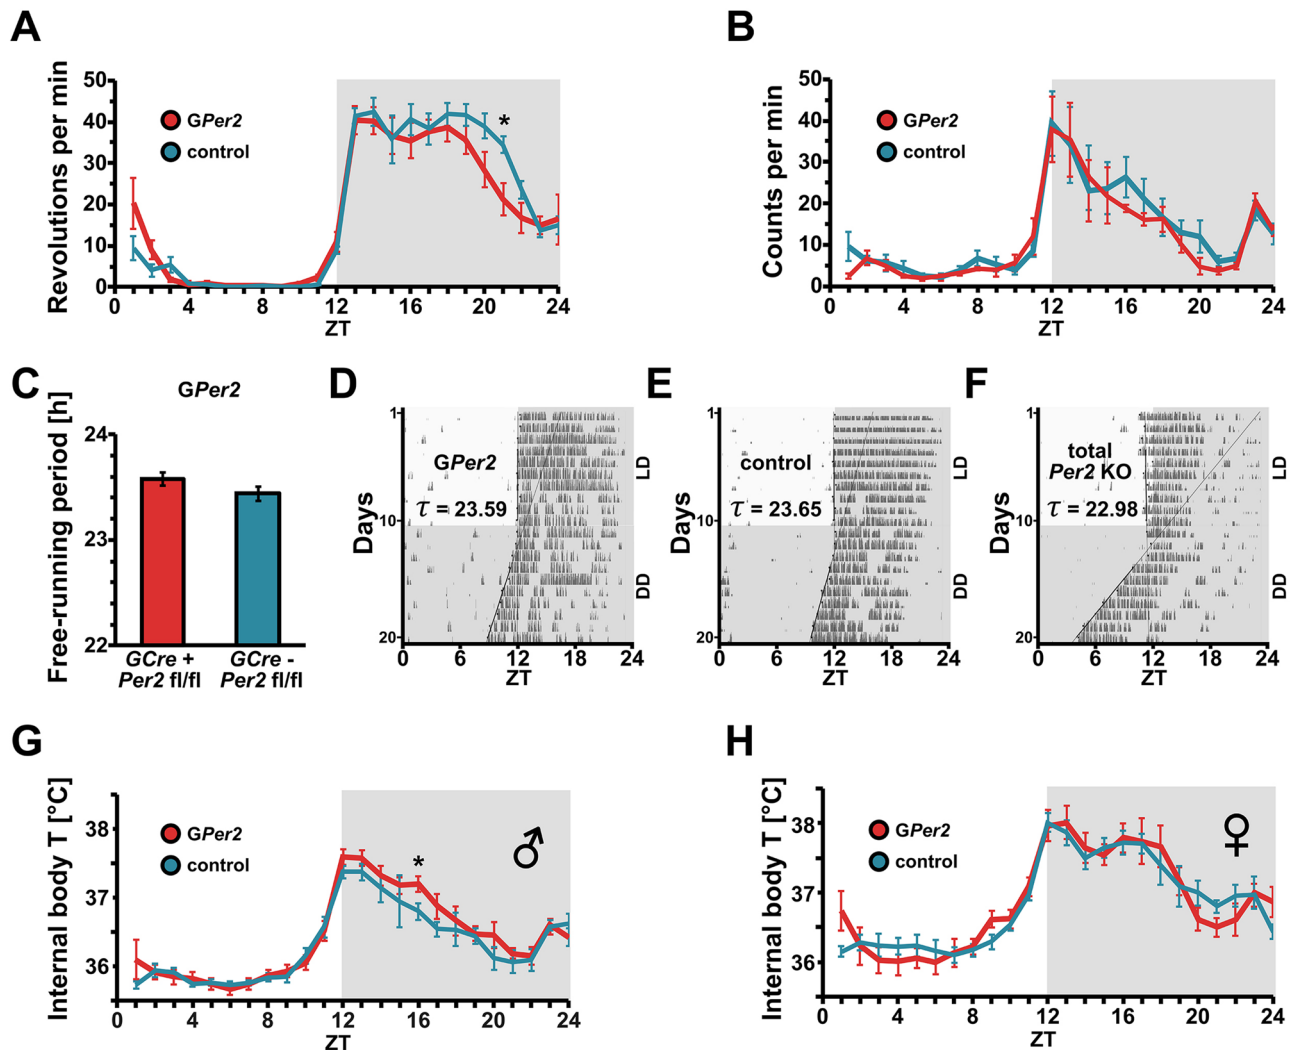 A
Revolutions per min
50
40
30
20
10
0
GPer2
control
*
0 4 8 12 16 20 24
ZT
B
Counts per min
50
40
30
20
10
0
GPer2
control
0 4 8 12 16 20 24
ZT
C
GPer2
Free-running period [h]
24
23
22
GCre +
Per2 fl/fl
GCre -
Per2 fl/fl
D
Days
1
10
20
GPer2
τ = 23.59
LD
DD
0 6 12 18 24
ZT
E
Days
1
10
20
control
τ = 23.65
LD
DD
0 6 12 18 24
ZT
F
Days
1
10
20
total
Per2 KO
τ = 22.98
LD
DD
0 6 12 18 24
ZT
G
Internal body T [°C]
38
37
36
GPer2
control
*
♂
0 4 8 12 16 20 24
ZT
H
Internal body T [°C]
38
37
36
GPer2
control
♀
0 4 8 12 16 20 24
ZT